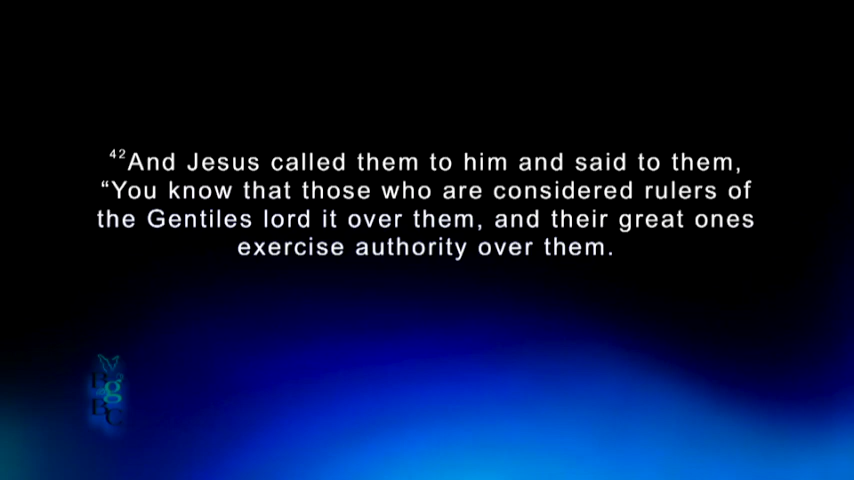 42And Jesus called them to him and said to them,
“You know that those who are considered rulers of
the Gentiles lord it over them, and their great ones
exercise authority over them.
B
g
BC